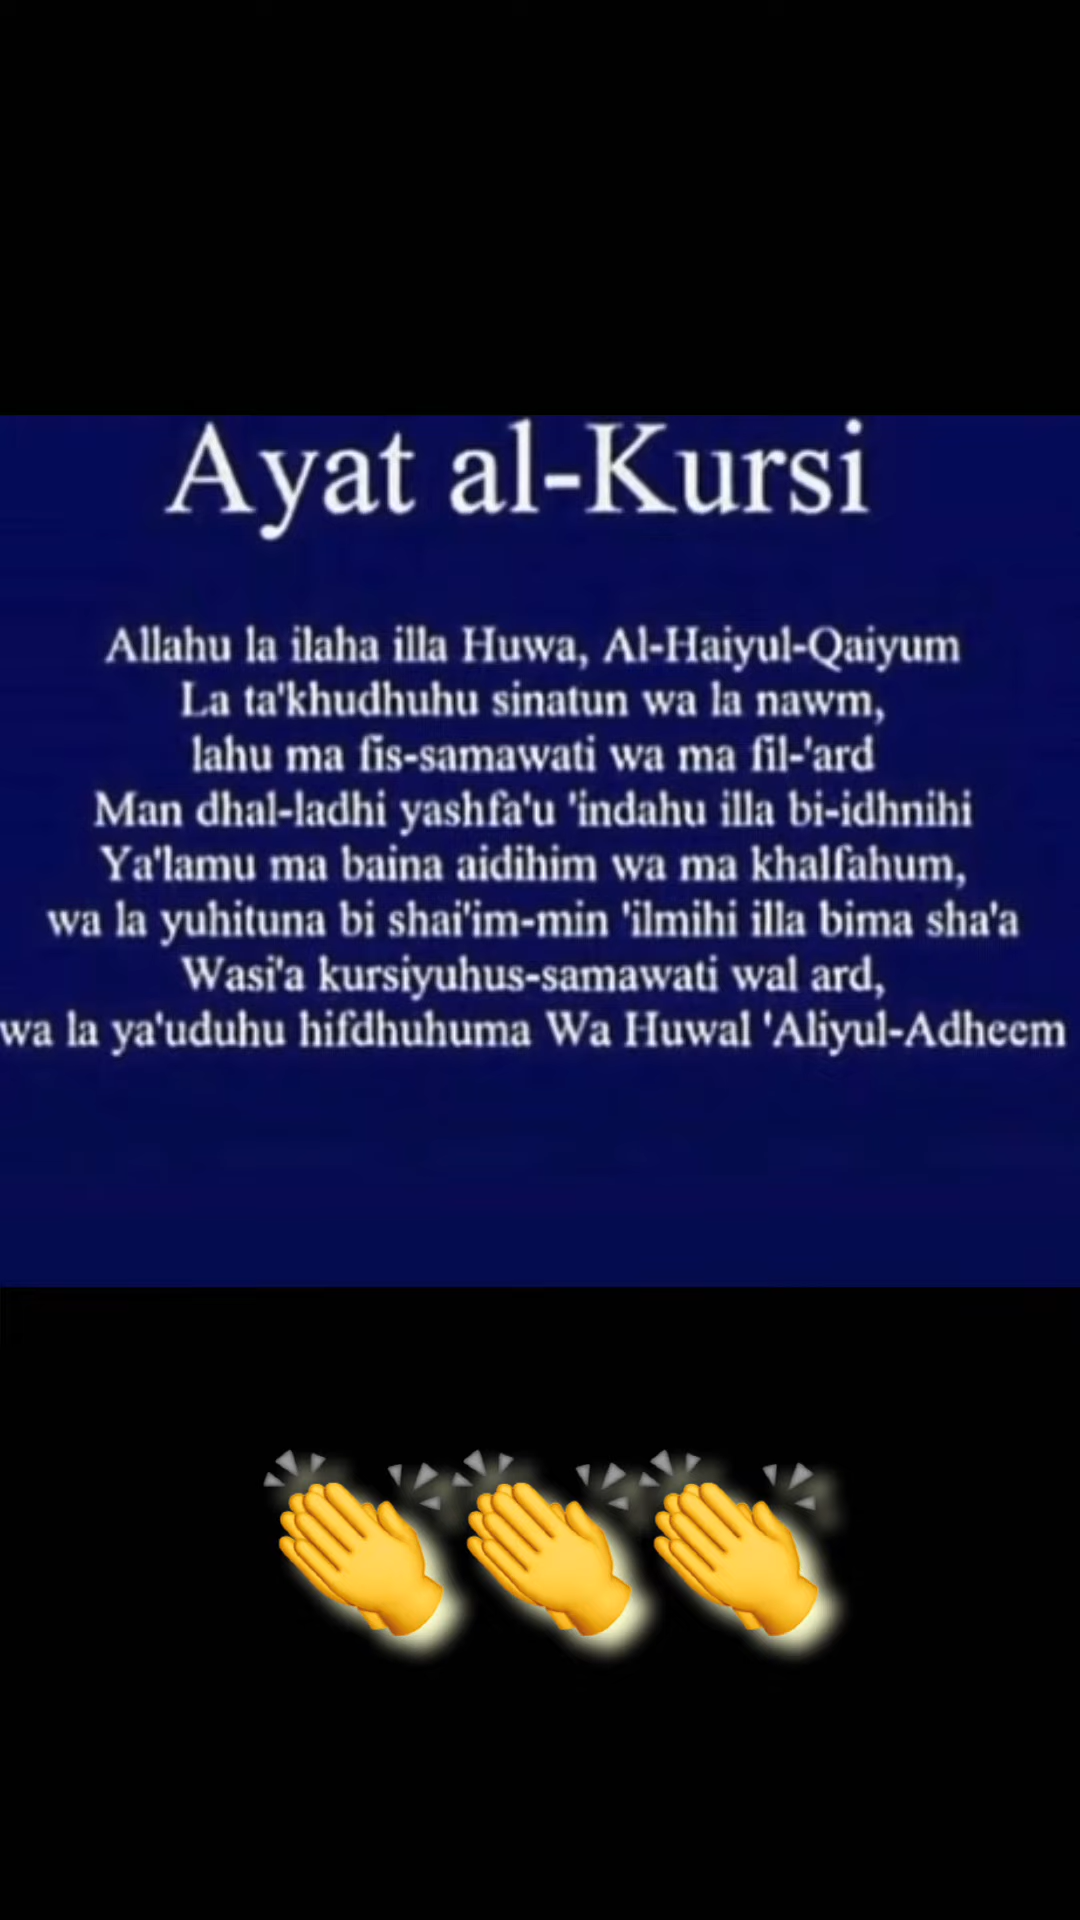 Ayat al-Kursi
Allahu la ilaha illa Huwa, Al-Haiyul-Qaiyum
La ta'khudhuhu sinatun wa la nawm,
lahu ma fis-samawati wa ma fil-'ard
Man dhal-ladhi yashfa'u 'indahu illa bi-idhnihi
Ya'lamu ma baina aidihim wa ma khalfahum,
wa la yuhituna bi shai'im-min 'ilmihi illa bima sha'a
Wasi'a kursiyuhus-samawati wal ard,
wa la ya'uduhu hifdhuhuma Wa Huwal 'Aliyul-Adheem